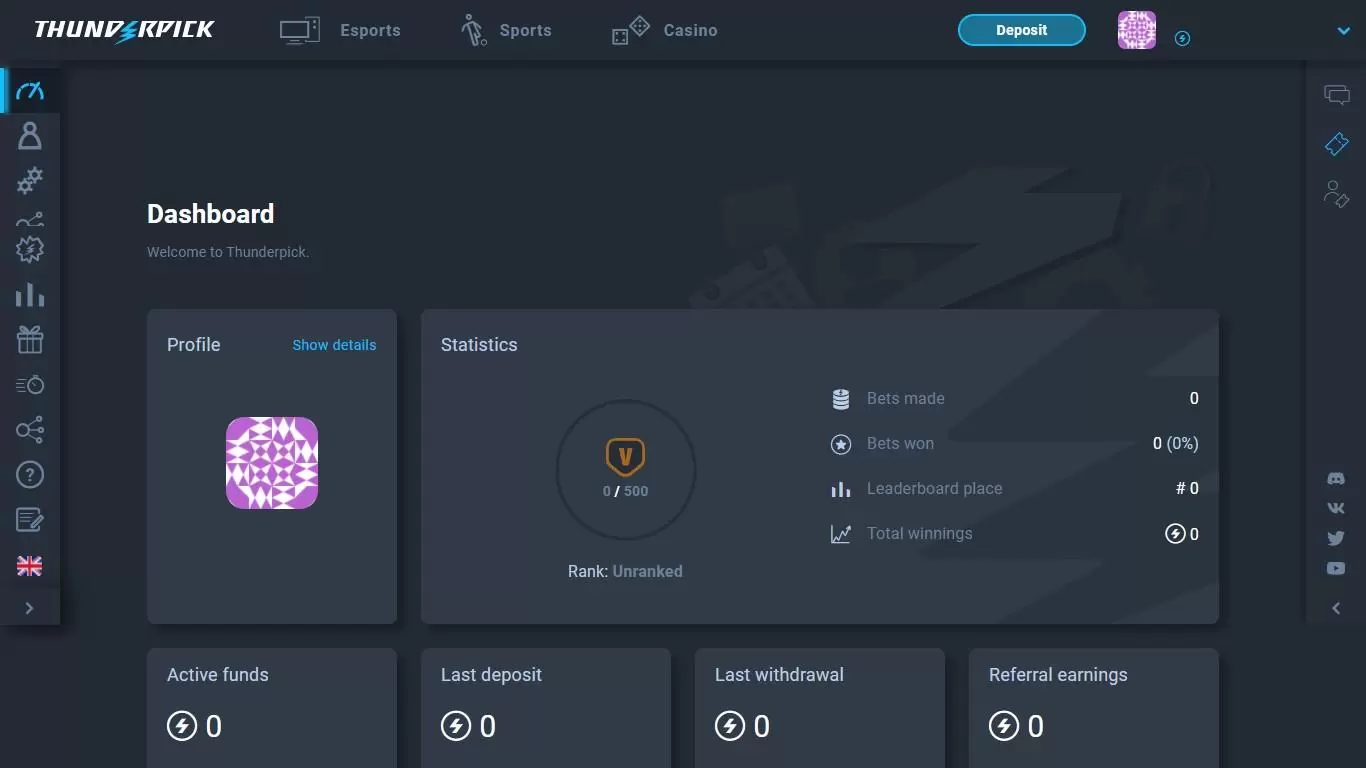 THUNDERPICK
Esports
Sports
Casino
Deposit
Dashboard
Welcome to Thunderpick.
Profile
Show details
Statistics
V
0 / 500
Rank: Unranked
Bets made 0
Bets won 0 (0%)
Leaderboard place # 0
Total winnings 0
Active funds
0
Last deposit
0
Last withdrawal
0
Referral earnings
0